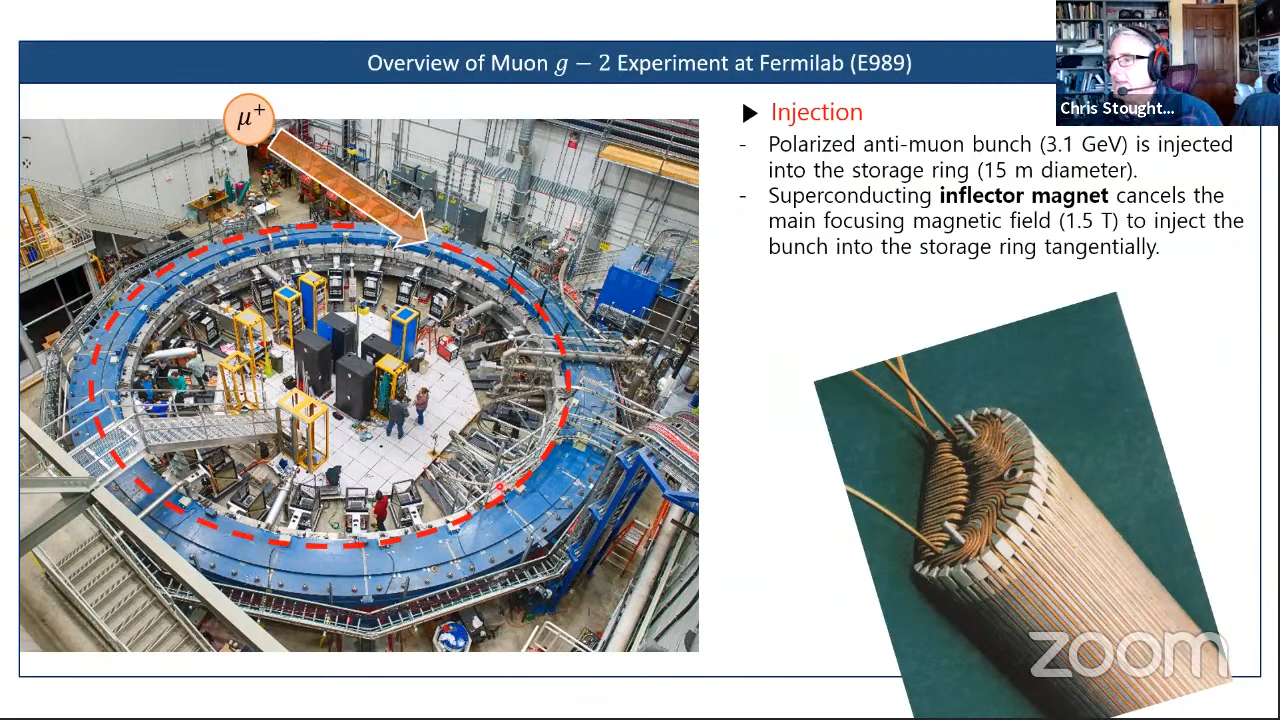 Overview of Muon g − 2 Experiment at Fermilab (E989)
Chris Stought...
μ+
▶ Injection
- Polarized anti-muon bunch (3.1 GeV) is injected
into the storage ring (15 m diameter).
- Superconducting inflector magnet cancels the
main focusing magnetic field (1.5 T) to inject the
bunch into the storage ring tangentially.
zoom